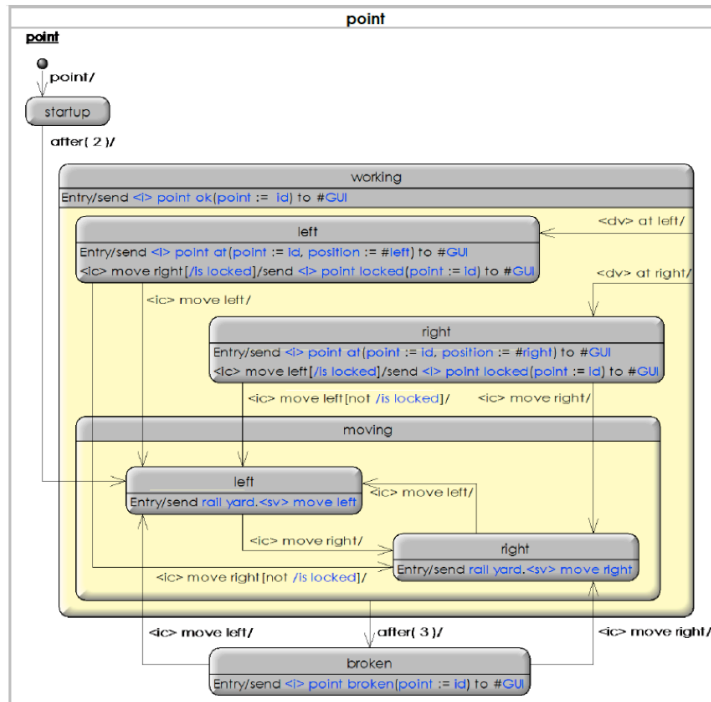 point
point
point/
startup
after( 2 )/
working
Entry/send <i> point ok(point := id) to #GUI
left
<dv> at left/
Entry/send <i> point at(point := id, position := #left) to #GUI
<ic> move right[/is locked]/send <i> point locked(point := id) to #GUI
<dv> at right/
<ic> move left/
right
Entry/send <i> point at(point := id, position := #right) to #GUI
<ic> move left[/is locked]/send <i> point locked(point := id) to #GUI
<ic> move left[not /is locked]/
<ic> move right/
moving
left
Entry/send rail yard.<sv> move left
<ic> move left/
<ic> move right/
right
Entry/send rail yard.<sv> move right
<ic> move right[not /is locked]/
<ic> move left/
after( 3 )/
<ic> move right/
broken
Entry/send <i> point broken(point := id) to #GUI